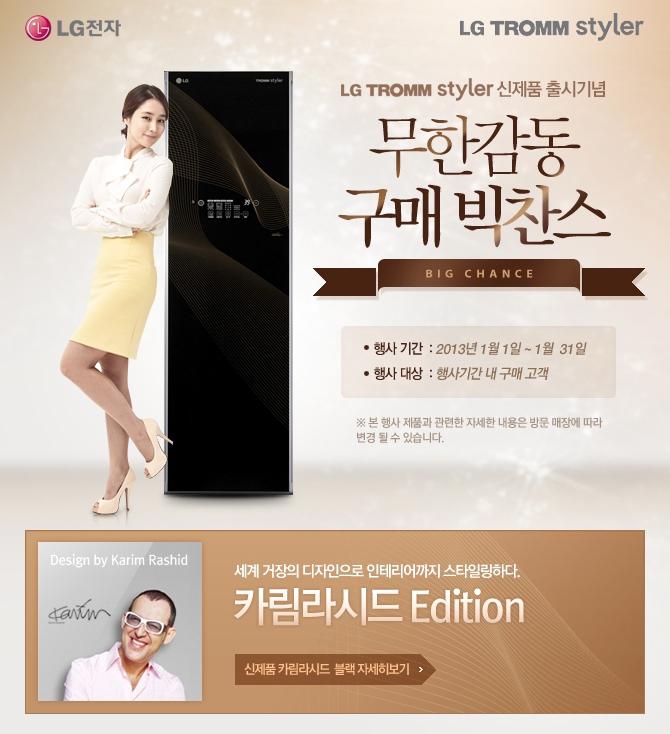 LG전자
LG TROMM styler
LG
TROMM styler
LG TROMM styler 신제품 출시기념
무한감동
구매 빅찬스
BIG CHANCE
• 행사 기간 : 2013년 1월 1일 ~ 1월 31일
• 행사 대상 : 행사기간 내 구매 고객
※ 본 행사 제품과 관련한 자세한 내용은 방문 매장에 따라
변경 될 수 있습니다.
Design by Karim Rashid
세계 거장의 디자인으로 인테리어까지 스타일링하다.
카림라시드 Edition
신제품 카림라시드 블랙 자세히보기 ›